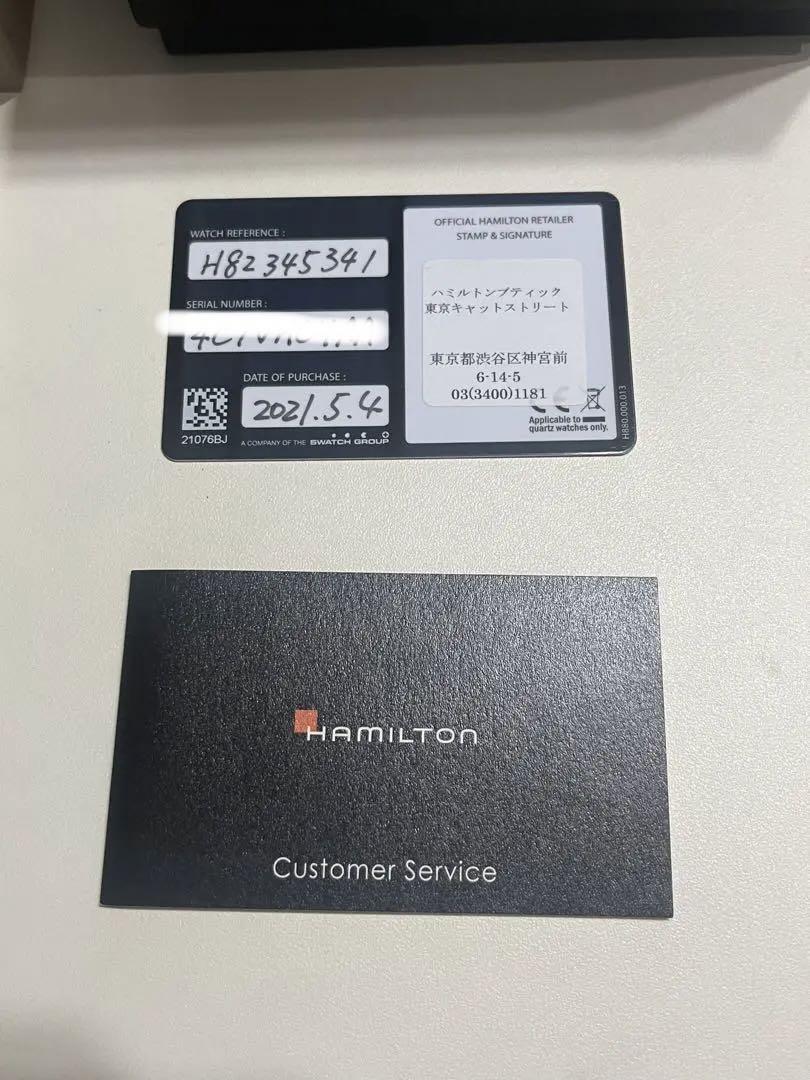 WATCH REFERENCE :
H82345341
SERIAL NUMBER :
DATE OF PURCHASE :
2021.5.4
21076BJ
A COMPANY OF THE SWATCH GROUP
OFFICIAL HAMILTON RETAILER
STAMP & SIGNATURE
ハミルトンブティック
東京キャットストリート
東京都渋谷区神宮前
6-14-5
03(3400)1181
CE
Applicable to
quartz watches only.
H880.000.013
HAMILTON
Customer Service